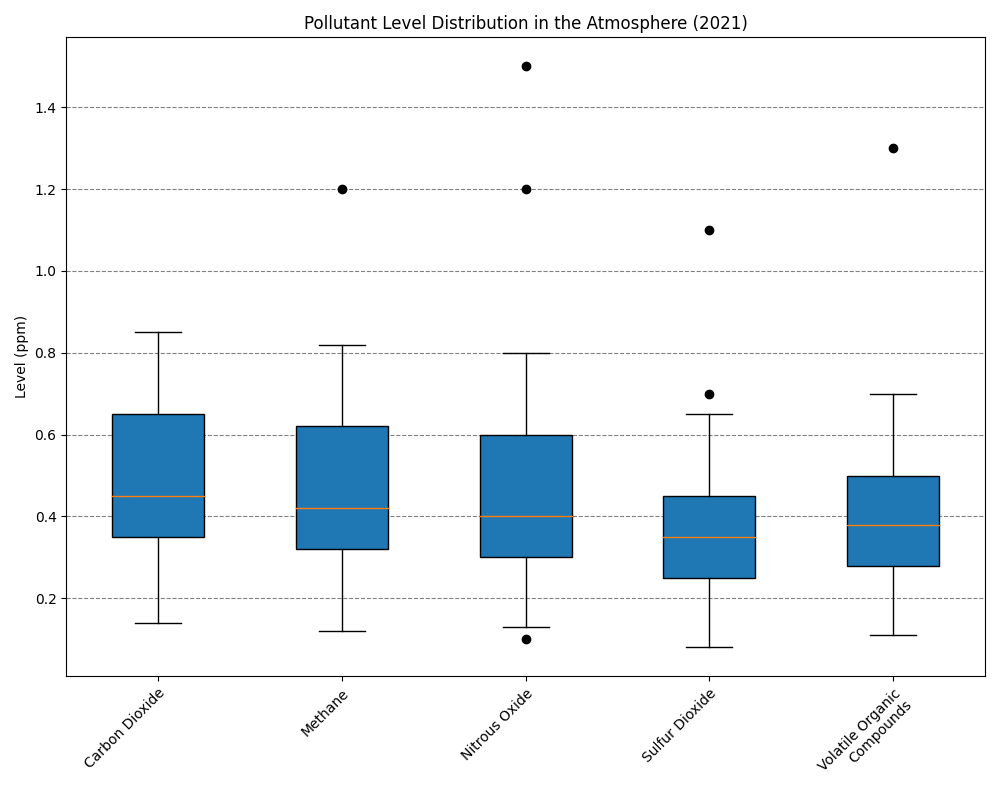 Pollutant Level Distribution in the Atmosphere (2021)
Level (ppm)
1.4
1.2
1.0
0.8
0.6
0.4
0.2
Carbon Dioxide
Methane
Nitrous Oxide
Sulfur Dioxide
Volatile Organic
Compounds